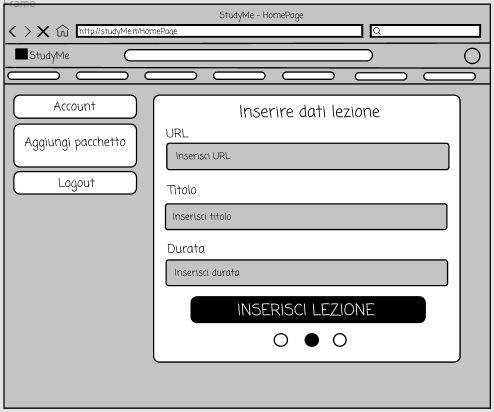 Frame
StudyMe - HomePage
http://studyMe.it/HomePage
StudyMe
Account
Aggiungi pacchetto
Logout
Inserire dati lezione
URL
Inserisci URL
Titolo
Inserisci titolo
Durata
Inserisci durata
INSERISCI LEZIONE